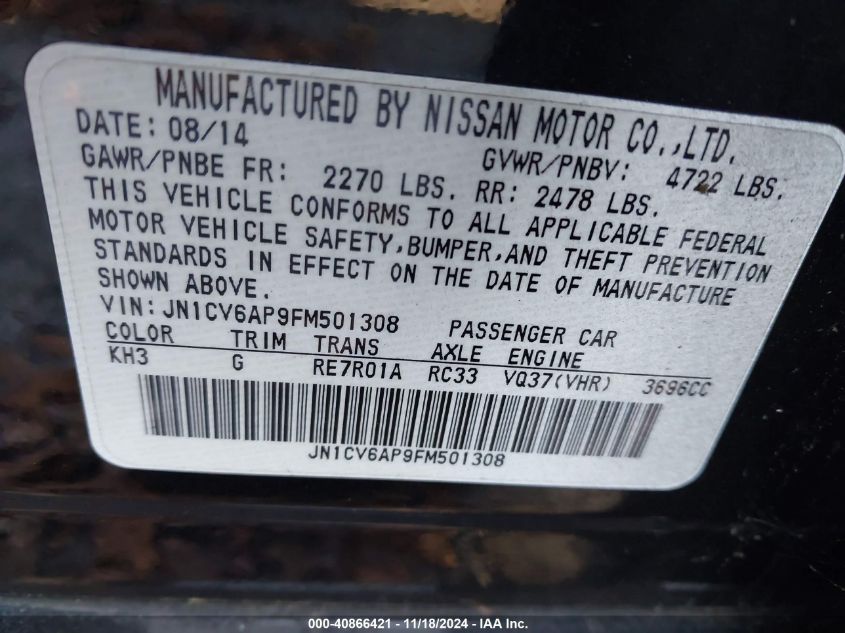 MANUFACTURED BY NISSAN MOTOR CO.,LTD.
DATE: 08/14 GVWR/PNBV: 4722 LBS.
GAWR/PNBE FR: 2270 LBS. RR: 2478 LBS.
THIS VEHICLE CONFORMS TO ALL APPLICABLE FEDERAL
MOTOR VEHICLE SAFETY,BUMPER,AND THEFT PREVENTION
STANDARDS IN EFFECT ON THE DATE OF MANUFACTURE
SHOWN ABOVE.
VIN:JN1CV6AP9FM501308 PASSENGER CAR
COLOR TRIM TRANS AXLE ENGINE
KH3 G RE7R01A RC33 VQ37(VHR) 3696CC
JN1CV6AP9FM501308
000-40866421 - 11/18/2024 - IAA Inc.